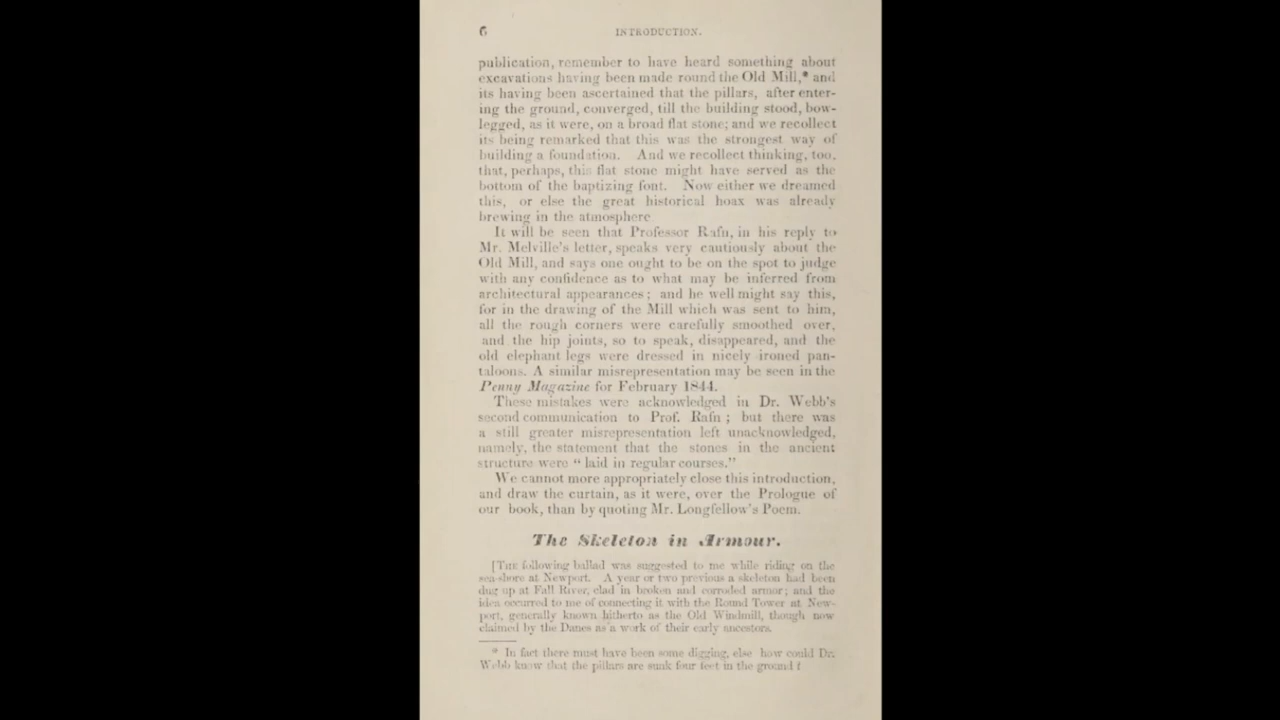 6 INTRODUCTION.
publication, remember to have heard something about
excavations having been made round the Old Mill,* and
its having been ascertained that the pillars, after enter-
ing the ground, converged, till the building stood, bow-
legged, as it were, on a broad flat stone; and we recollect
its being remarked that this was the strongest way of
building a foundation. And we recollect thinking, too,
that, perhaps, this flat stone might have served as the
bottom of the baptizing font. Now either we dreamed
this, or else the great historical hoax was already
brewing in the atmosphere
It will be seen that Professor Rafn, in his reply to
Mr. Melville's letter, speaks very cautiously about the
Old Mill, and says one ought to be on the spot to judge
with any confidence as to what may be inferred from
architectural appearances; and he well might say this,
for in the drawing of the Mill which was sent to him,
all the rough corners were carefully smoothed over,
and the hip joints, so to speak, disappeared, and the
old elephant legs were dressed in nicely ironed pan-
taloons. A similar misrepresentation may be seen in the
Penny Magazine for February 1844.
These mistakes were acknowledged in Dr. Webb's
second communication to Prof. Rafn; but there was
a still greater misrepresentation left unacknowledged,
namely, the statement that the stones in the ancient
structure were "laid in regular courses."
We cannot more appropriately close this introduction,
and draw the curtain, as it were, over the Prologue of
our book, than by quoting Mr. Longfellow's Poem.
The Skeleton in Armour.
[THE following ballad was suggested to me while riding on the
sea-shore at Newport. A year or two previous a skeleton had been
dug up at Fall River, clad in broken and corroded armor; and the
idea occurred to me of connecting it with the Round Tower at New-
port, generally known hitherto as the Old Windmill, though now
claimed by the Danes as a work of their early ancestors.
* In fact there must have been some digging, else how could Dr.
Webb know that the pillars are sunk four feet in the ground?